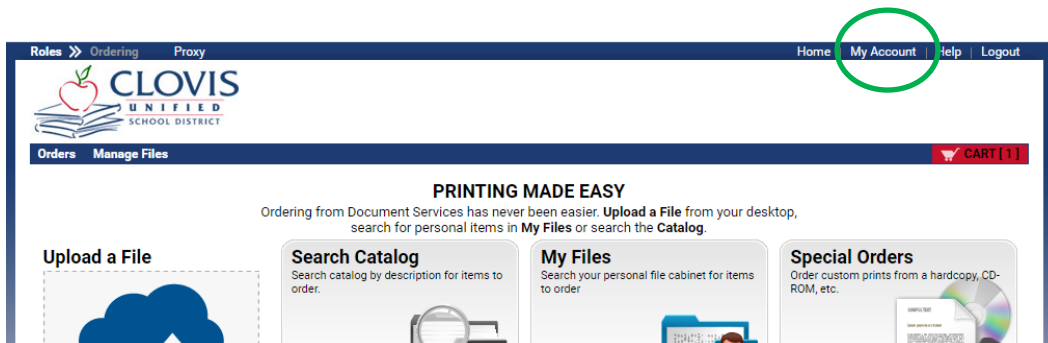 Roles » Ordering Proxy Home | My Account | Help | Logout
CLOVIS
UNIFIED
SCHOOL DISTRICT
Orders Manage Files CART [ 1 ]
PRINTING MADE EASY
Ordering from Document Services has never been easier. Upload a File from your desktop,
search for personal items in My Files or search the Catalog.
Upload a File
Search Catalog
Search catalog by description for items to
order.
My Files
Search your personal file cabinet for items
to order
Special Orders
Order custom prints from a hardcopy, CD-
ROM, etc.
SAMPLE TEXT